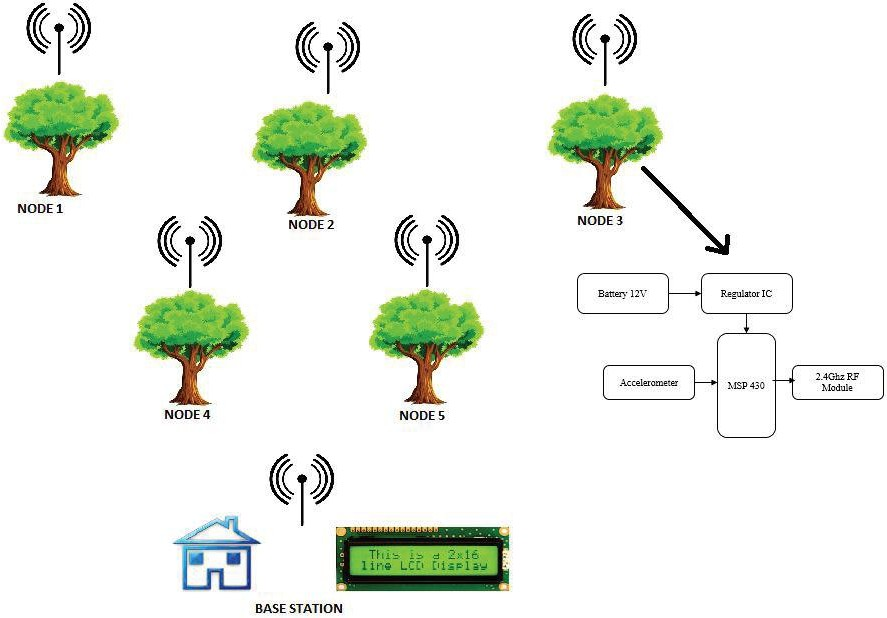 NODE 1
NODE 2
NODE 3
Battery 12V
Regulator IC
Accelerometer
MSP 430
2.4Ghz RF
Module
NODE 4
NODE 5
This is a 2x16
line LCD Display
BASE STATION